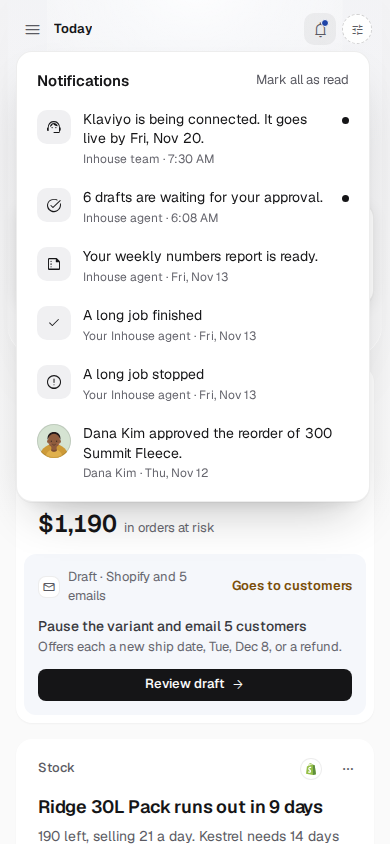 Today
Notifications
Mark all as read
Klaviyo is being connected. It goes
live by Fri, Nov 20.
Inhouse team · 7:30 AM
6 drafts are waiting for your approval.
Inhouse agent · 6:08 AM
Your weekly numbers report is ready.
Inhouse agent · Fri, Nov 13
A long job finished
Your Inhouse agent · Fri, Nov 13
A long job stopped
Your Inhouse agent · Fri, Nov 13
Dana Kim approved the reorder of 300
Summit Fleece.
Dana Kim · Thu, Nov 12
$1,190 in orders at risk
Draft · Shopify and 5
emails
Goes to customers
Pause the variant and email 5 customers
Offers each a new ship date, Tue, Dec 8, or a refund.
Review draft →
Stock
Ridge 30L Pack runs out in 9 days
190 left, selling 21 a day. Kestrel needs 14 days